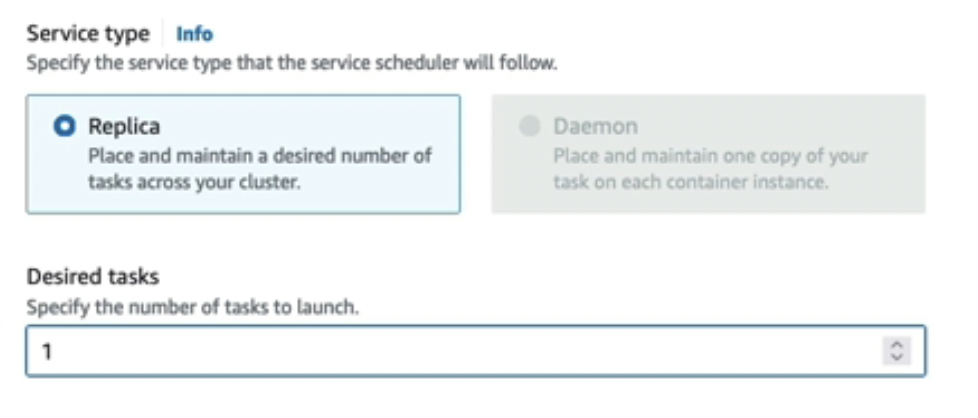 Service type Info
Specify the service type that the service scheduler will follow.
Replica
Place and maintain a desired number of
tasks across your cluster.
Daemon
Place and maintain one copy of your
task on each container instance.
Desired tasks
Specify the number of tasks to launch.
1